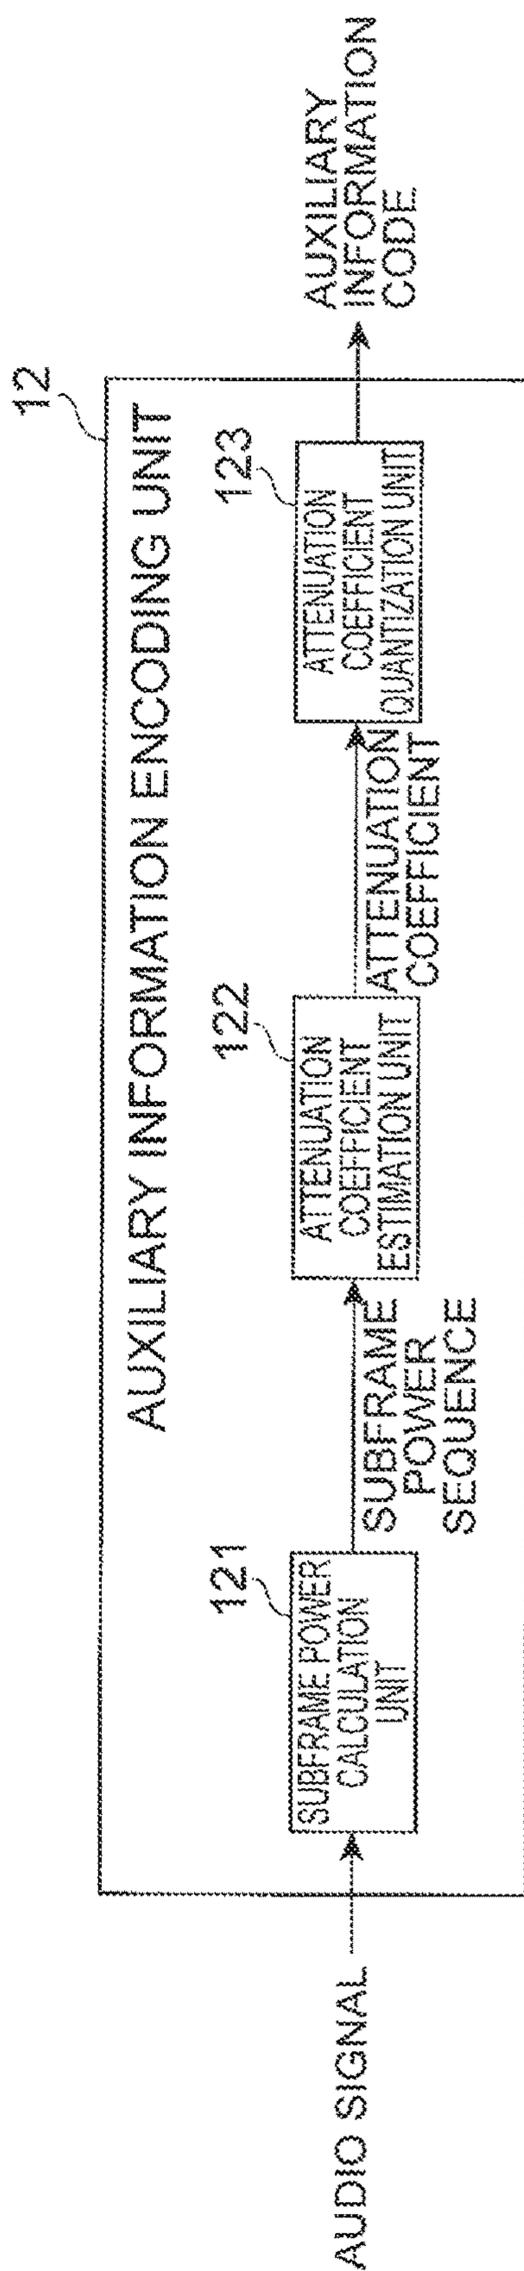 12
AUXILIARY INFORMATION ENCODING UNIT
AUDIO SIGNAL
121
SUBFRAME POWER
CALCULATION
UNIT
SUBFRAME
POWER
SEQUENCE
122
ATTENUATION
COEFFICIENT
ESTIMATION UNIT
ATTENUATION
COEFFICIENT
123
ATTENUATION
COEFFICIENT
QUANTIZATION UNIT
AUXILIARY
INFORMATION
CODE